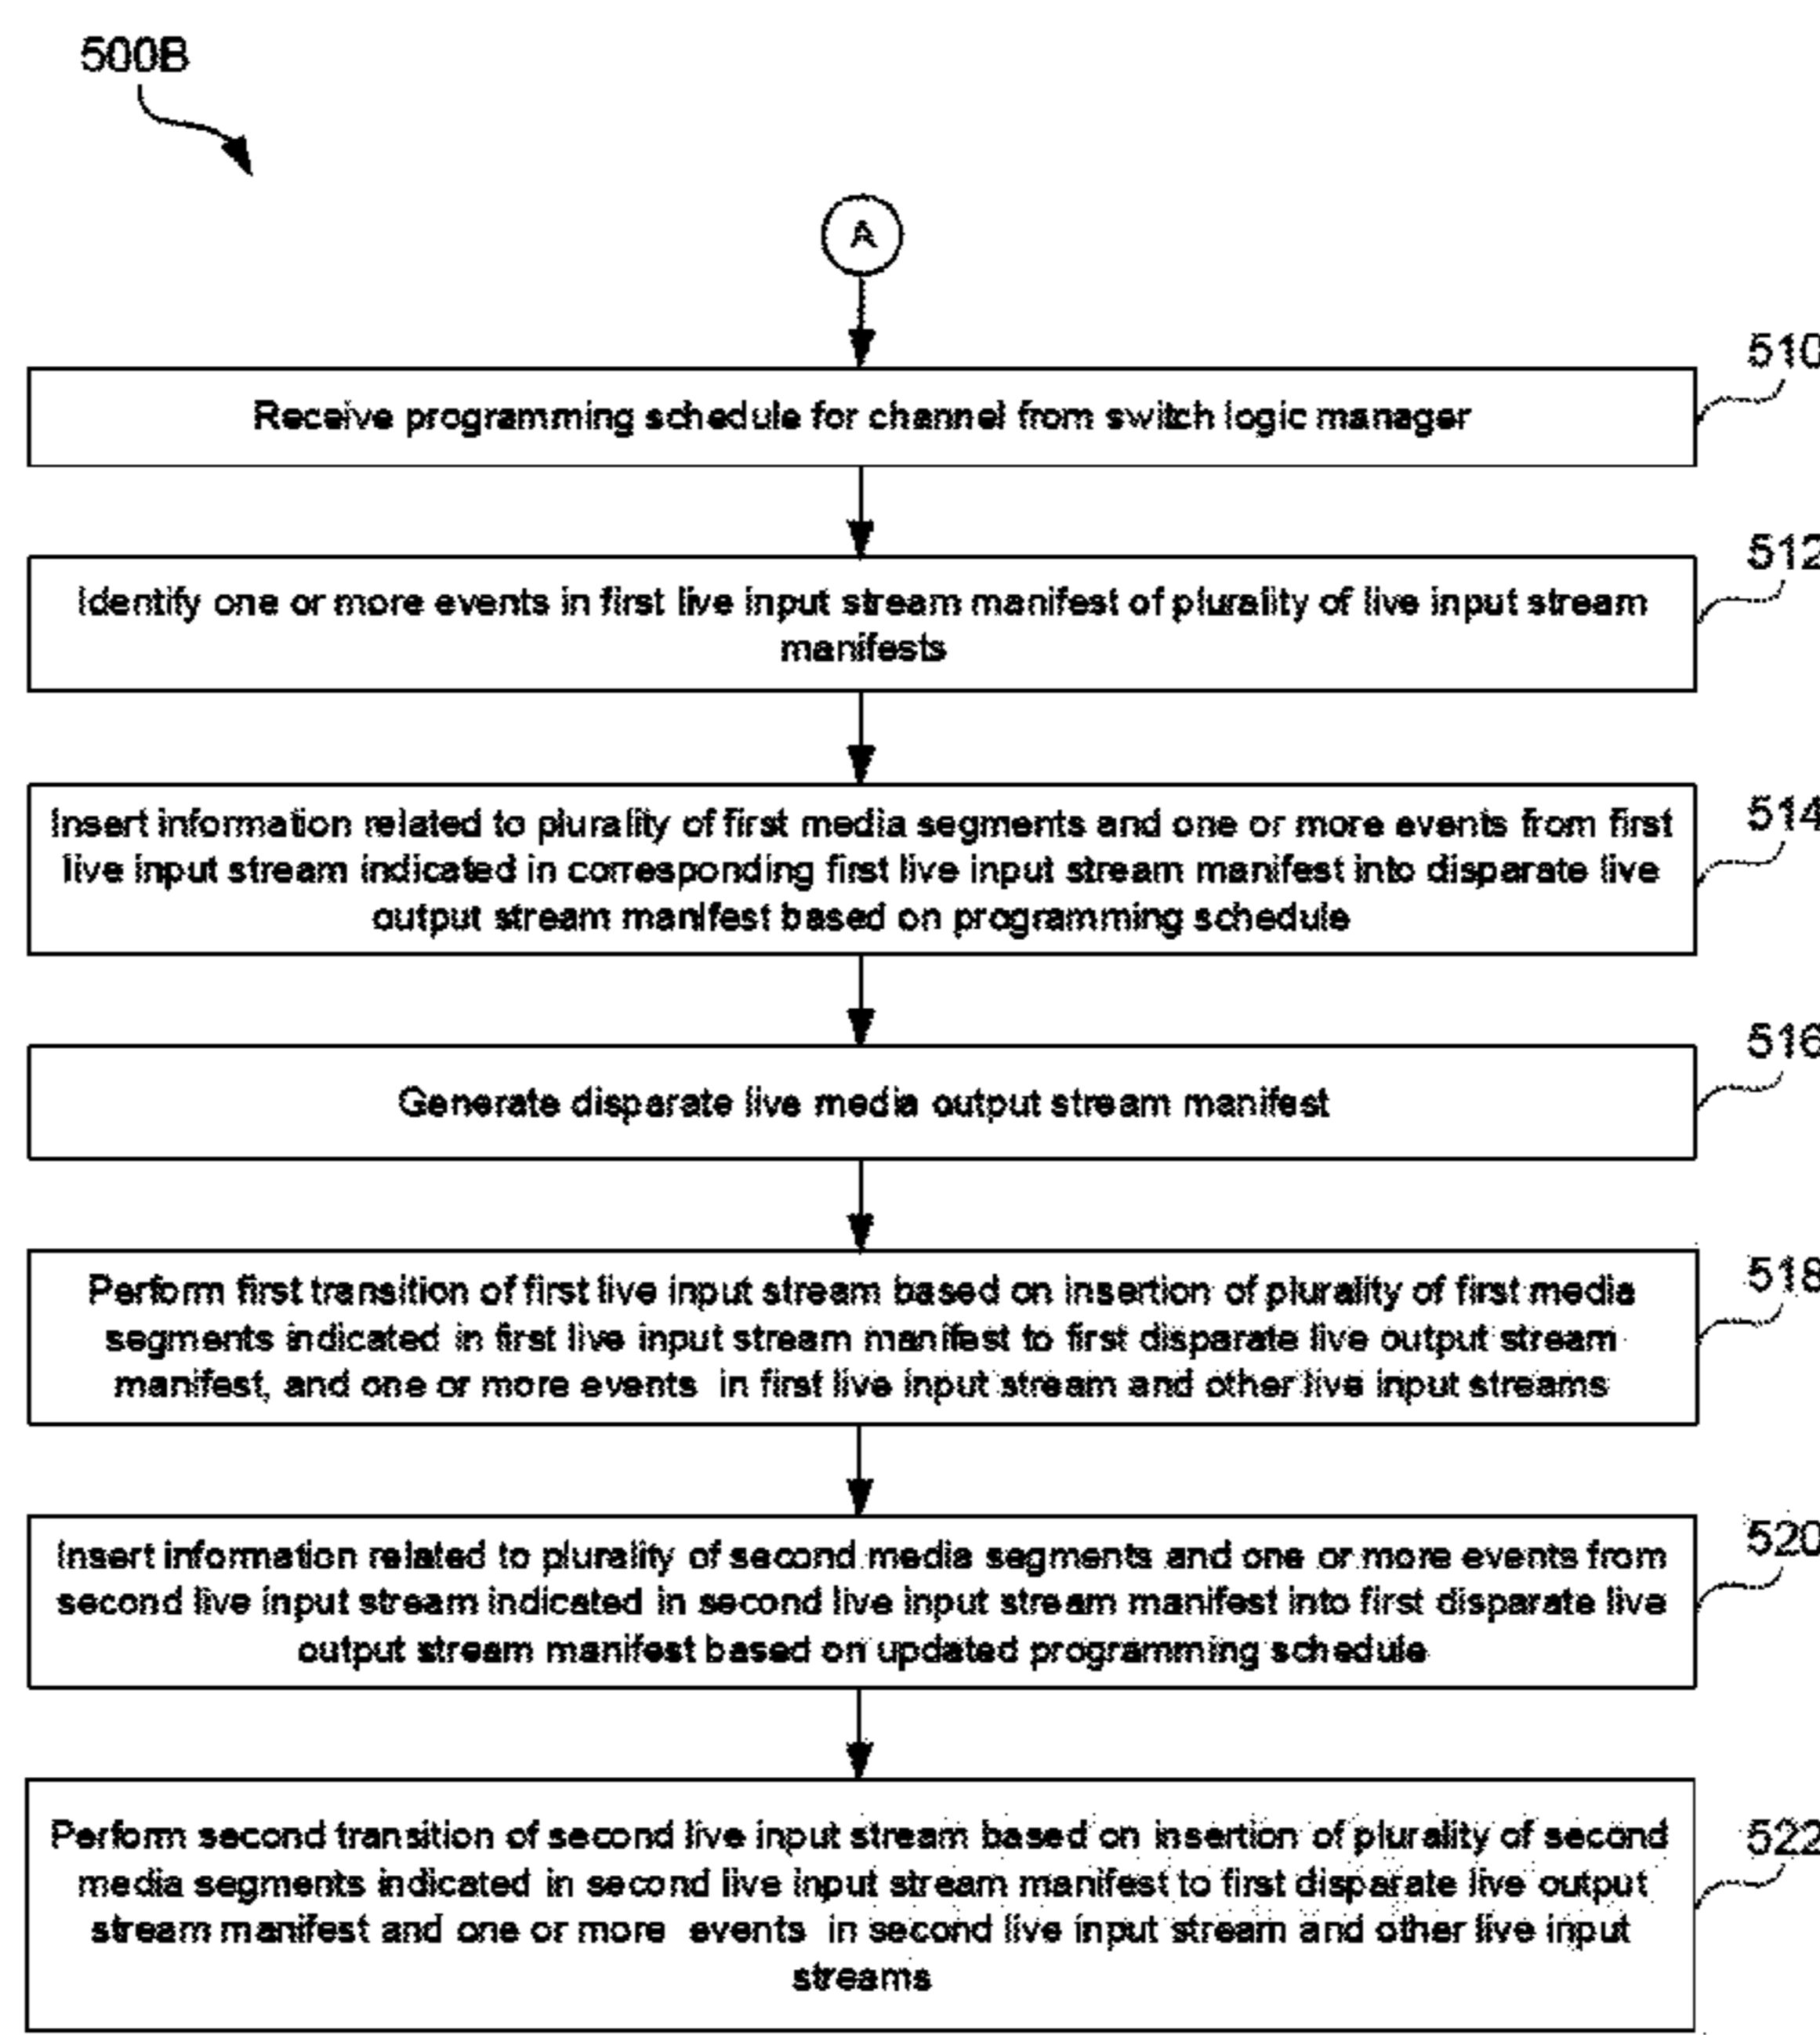 500B
A
510
Receive programming schedule for channel from switch logic manager
512
Identify one or more events in first live input stream manifest of plurality of live input stream
manifests
514
Insert information related to plurality of first media segments and one or more events from first
live input stream indicated in corresponding first live input stream manifest into disparate live
output stream manifest based on programming schedule
516
Generate disparate live media output stream manifest
518
Perform first transition of first live input stream based on insertion of plurality of first media
segments indicated in first live input stream manifest to first disparate live output stream
manifest, and one or more events in first live input stream and other live input streams
520
Insert information related to plurality of second media segments and one or more events from
second live input stream indicated in second live input stream manifest into first disparate live
output stream manifest based on updated programming schedule
522
Perform second transition of second live input stream based on insertion of plurality of second
media segments indicated in second live input stream manifest to first disparate live output
stream manifest and one or more events in second live input stream and other live input
streams